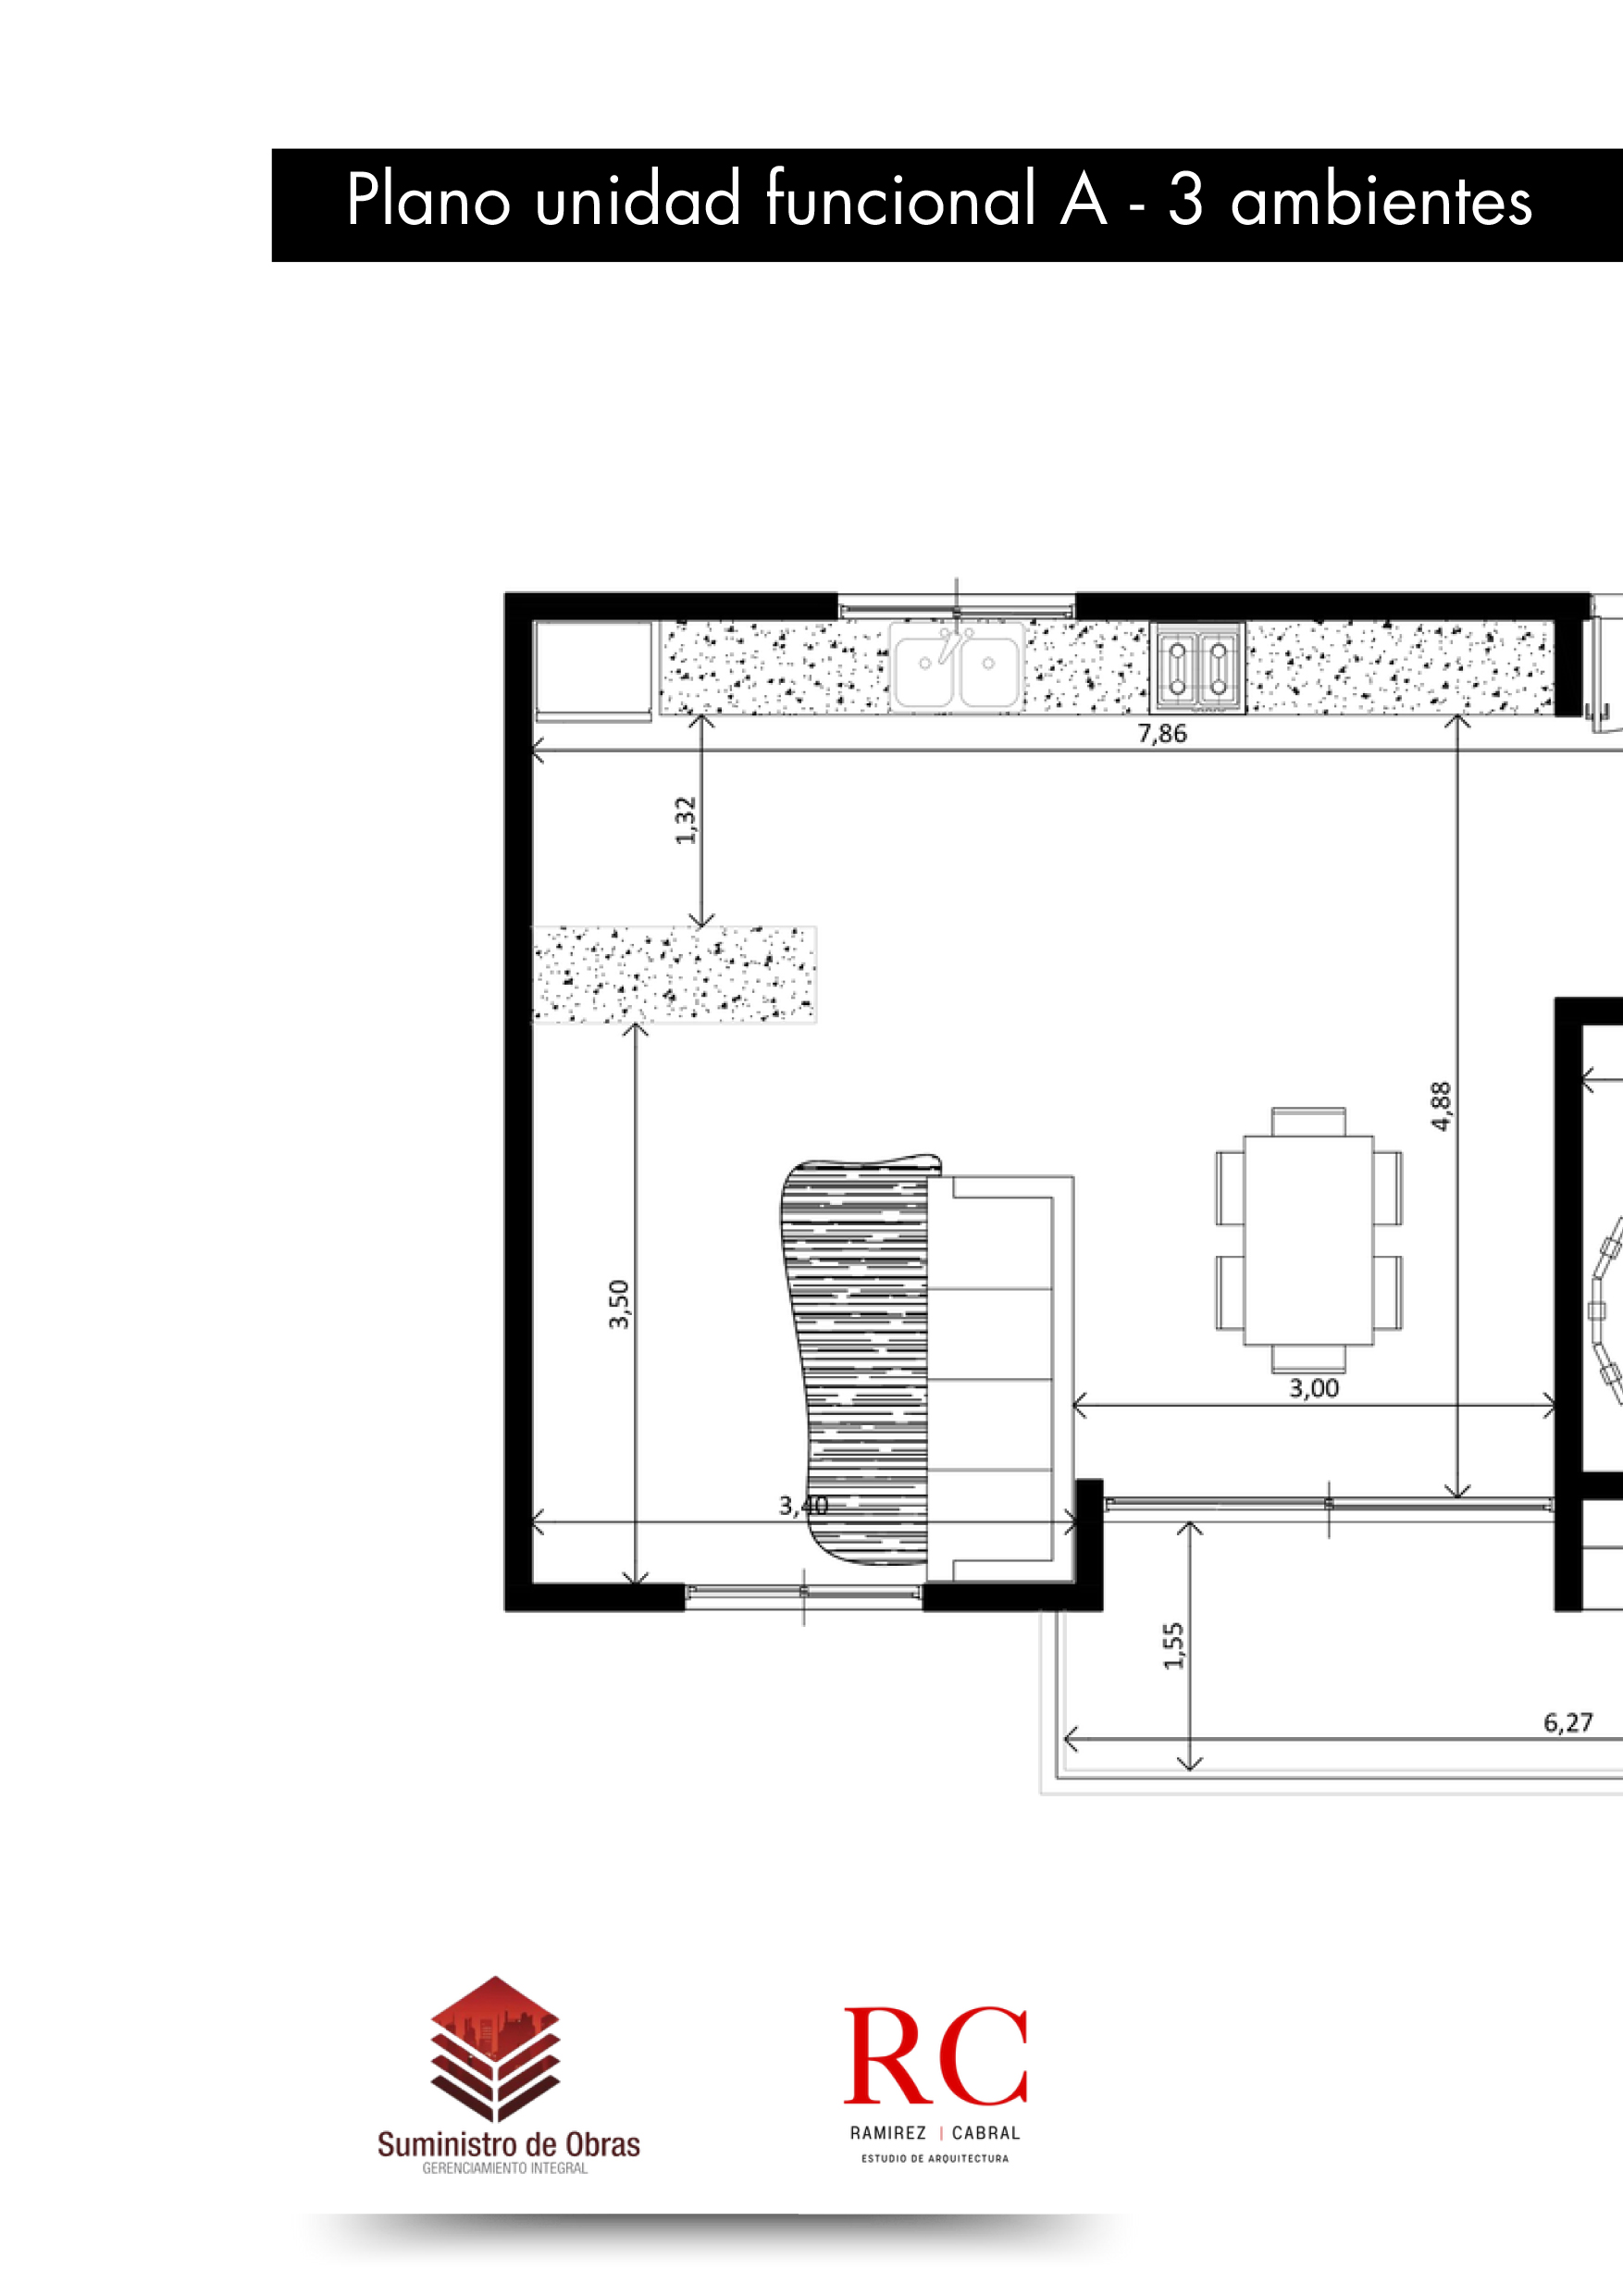 Plano unidad funcional A - 3 ambientes
7,86
1,32
4,88
3,50
3,00
3,40
1,55
6,27
RC
RAMIREZ | CABRAL
ESTUDIO DE ARQUITECTURA
Suministro de Obras
GERENCIAMIENTO INTEGRAL